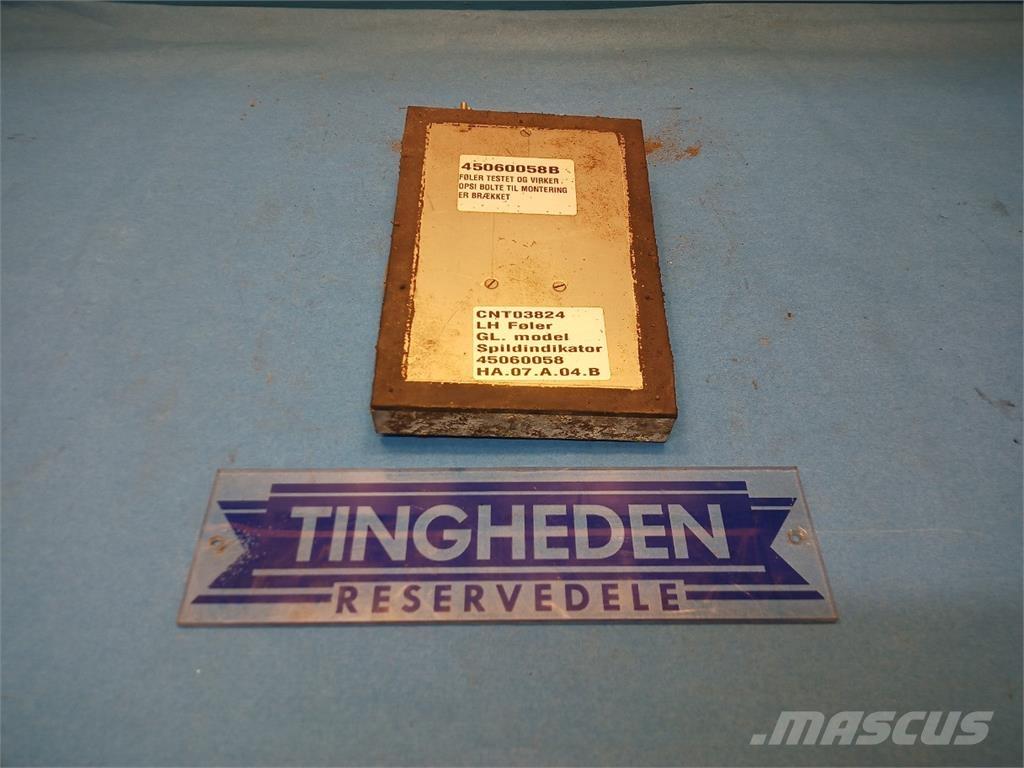 45060058B
FØLER TESTET OG VIRKER.
OPSI BOLTE TIL MONTERING
ER BRÆKKET
CNT03824
LH Føler
GL. model
Spildindikator
45060058
HA.07.A.04.B
TINGHEDEN
RESERVEDELE
MASCUS